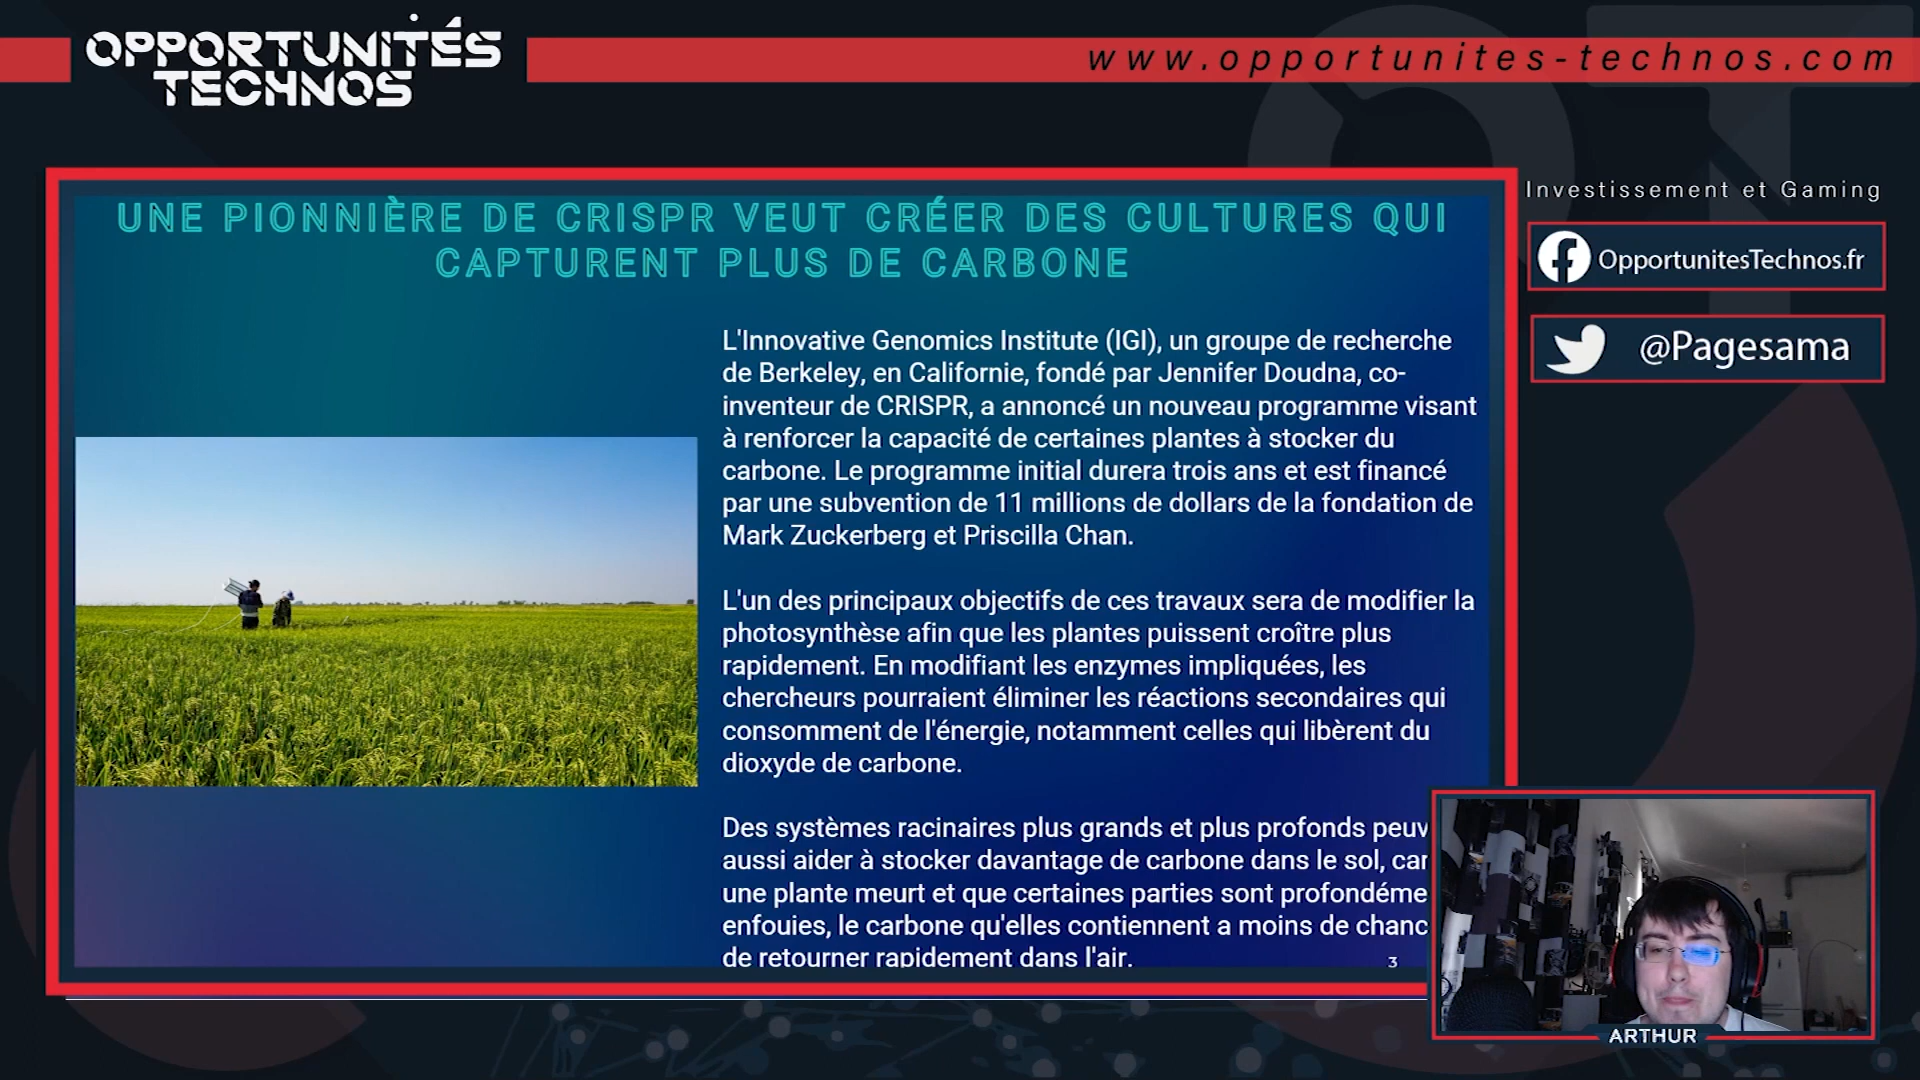 OPPORTUNITÉS
TECHNOS
www.opportunites-technos.com
UNE PIONNIÈRE DE CRISPR VEUT CRÉER DES CULTURES QUI
CAPTURENT PLUS DE CARBONE
L'Innovative Genomics Institute (IGI), un groupe de recherche
de Berkeley, en Californie, fondé par Jennifer Doudna, co-
inventeur de CRISPR, a annoncé un nouveau programme visant
à renforcer la capacité de certaines plantes à stocker du
carbone. Le programme initial durera trois ans et est financé
par une subvention de 11 millions de dollars de la fondation de
Mark Zuckerberg et Priscilla Chan.
L'un des principaux objectifs de ces travaux sera de modifier la
photosynthèse afin que les plantes puissent croître plus
rapidement. En modifiant les enzymes impliquées, les
chercheurs pourraient éliminer les réactions secondaires qui
consomment de l'énergie, notamment celles qui libèrent du
dioxyde de carbone.
Des systèmes racinaires plus grands et plus profonds peuv
aussi aider à stocker davantage de carbone dans le sol, car
une plante meurt et que certaines parties sont profondéme
enfouies, le carbone qu'elles contiennent a moins de chanc
de retourner rapidement dans l'air.
3
Investissement et Gaming
OpportunitesTechnos.fr
@Pagesama
ARTHUR